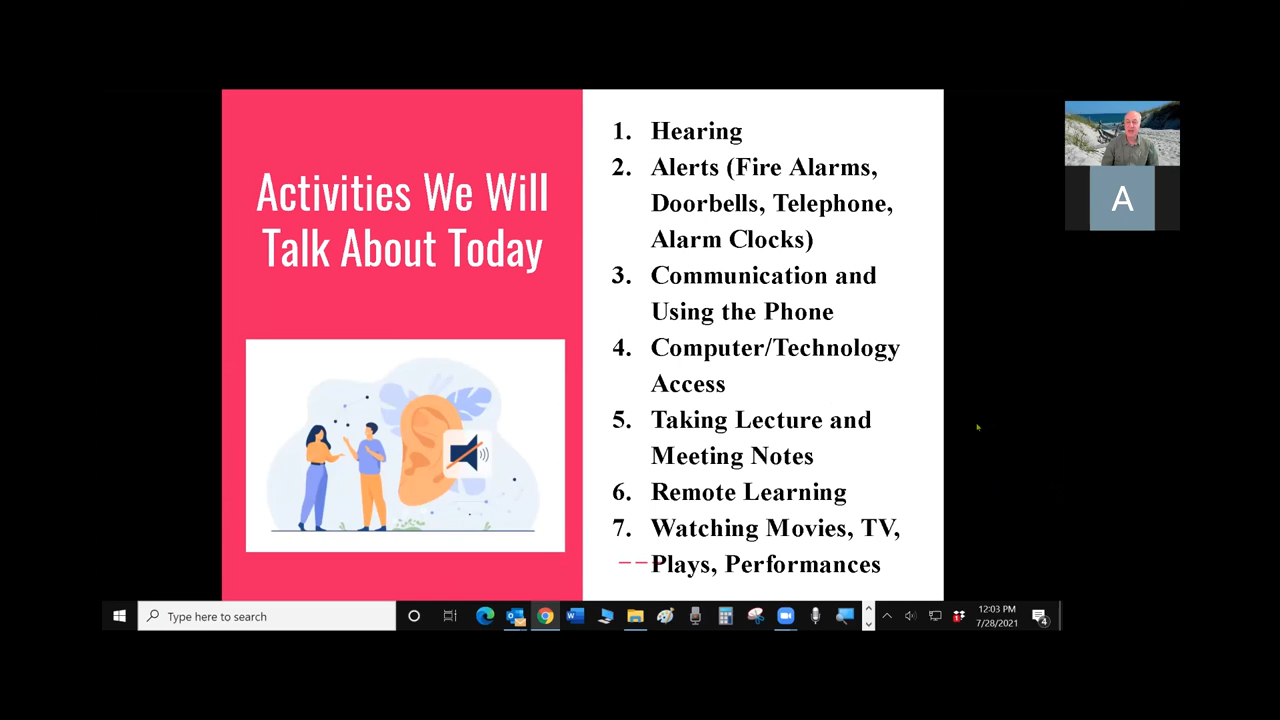 Activities We Will
Talk About Today
1. Hearing
2. Alerts (Fire Alarms,
Doorbells, Telephone,
Alarm Clocks)
3. Communication and
Using the Phone
4. Computer/Technology
Access
5. Taking Lecture and
Meeting Notes
6. Remote Learning
7. Watching Movies, TV,
Plays, Performances
A
Type here to search
12:03 PM
7/28/2021
4